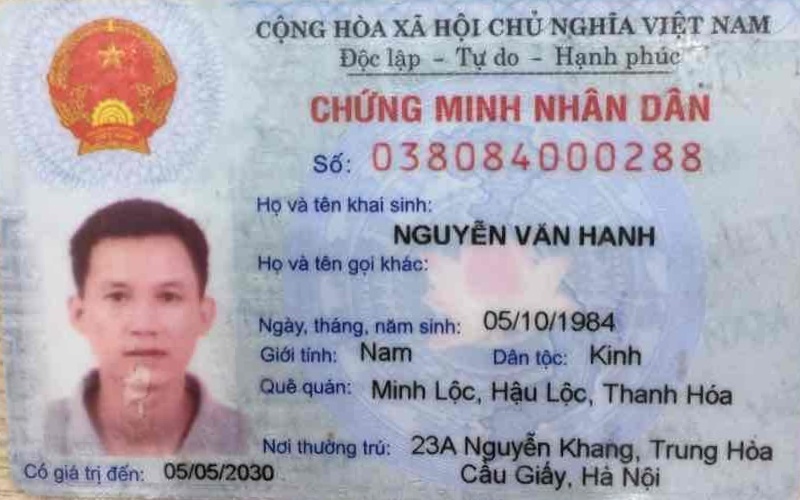 CỘNG HÒA XÃ HỘI CHỦ NGHĨA VIỆT NAM
Độc lập - Tự do - Hạnh phúc
CHỨNG MINH NHÂN DÂN
Số: 038084000288
Họ và tên khai sinh:
NGUYỄN VĂN HANH
Họ và tên gọi khác:
Ngày, tháng, năm sinh: 05/10/1984
Giới tính: Nam Dân tộc: Kinh
Quê quán: Minh Lộc, Hậu Lộc, Thanh Hóa
Nơi thường trú: 23A Nguyễn Khang, Trung Hòa
Cầu Giấy, Hà Nội
Có giá trị đến: 05/05/2030